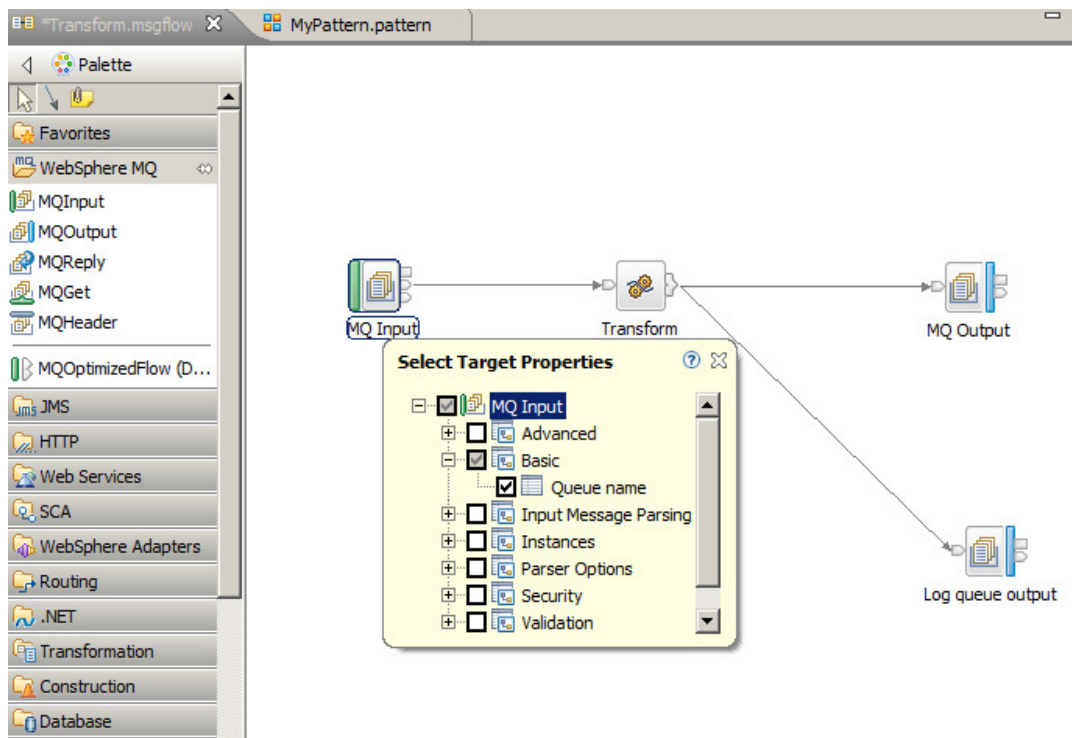 *Transform.msgflow
MyPattern.pattern
Palette
Favorites
MQ
WebSphere MQ
MQInput
MQOutput
MQReply
MQGet
MQHeader
MQOptimizedFlow (D...
Jms JMS
HTTP
Web Services
SCA
WebSphere Adapters
Routing
.NET
Transformation
Construction
Database
MQ Input
Transform
MQ Output
Log queue output
Select Target Properties
?
MQ Input
Advanced
Basic
Queue name
Input Message Parsing
Instances
Parser Options
Security
Validation